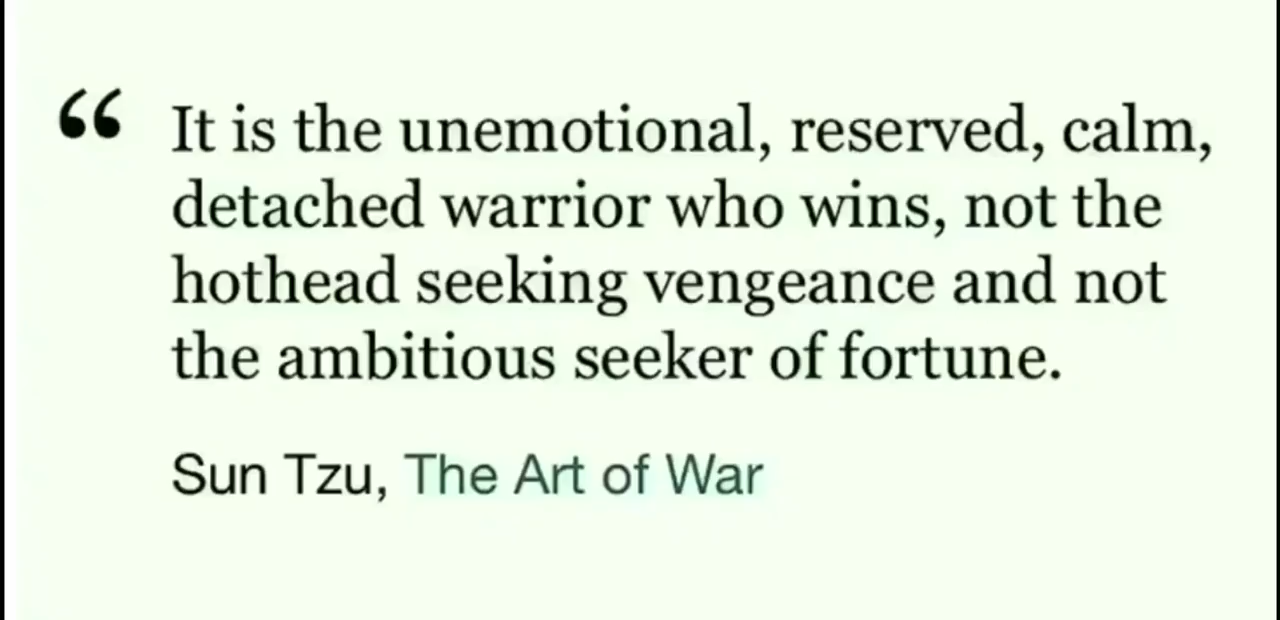 “ It is the unemotional, reserved, calm,
detached warrior who wins, not the
hothead seeking vengeance and not
the ambitious seeker of fortune.
Sun Tzu, The Art of War